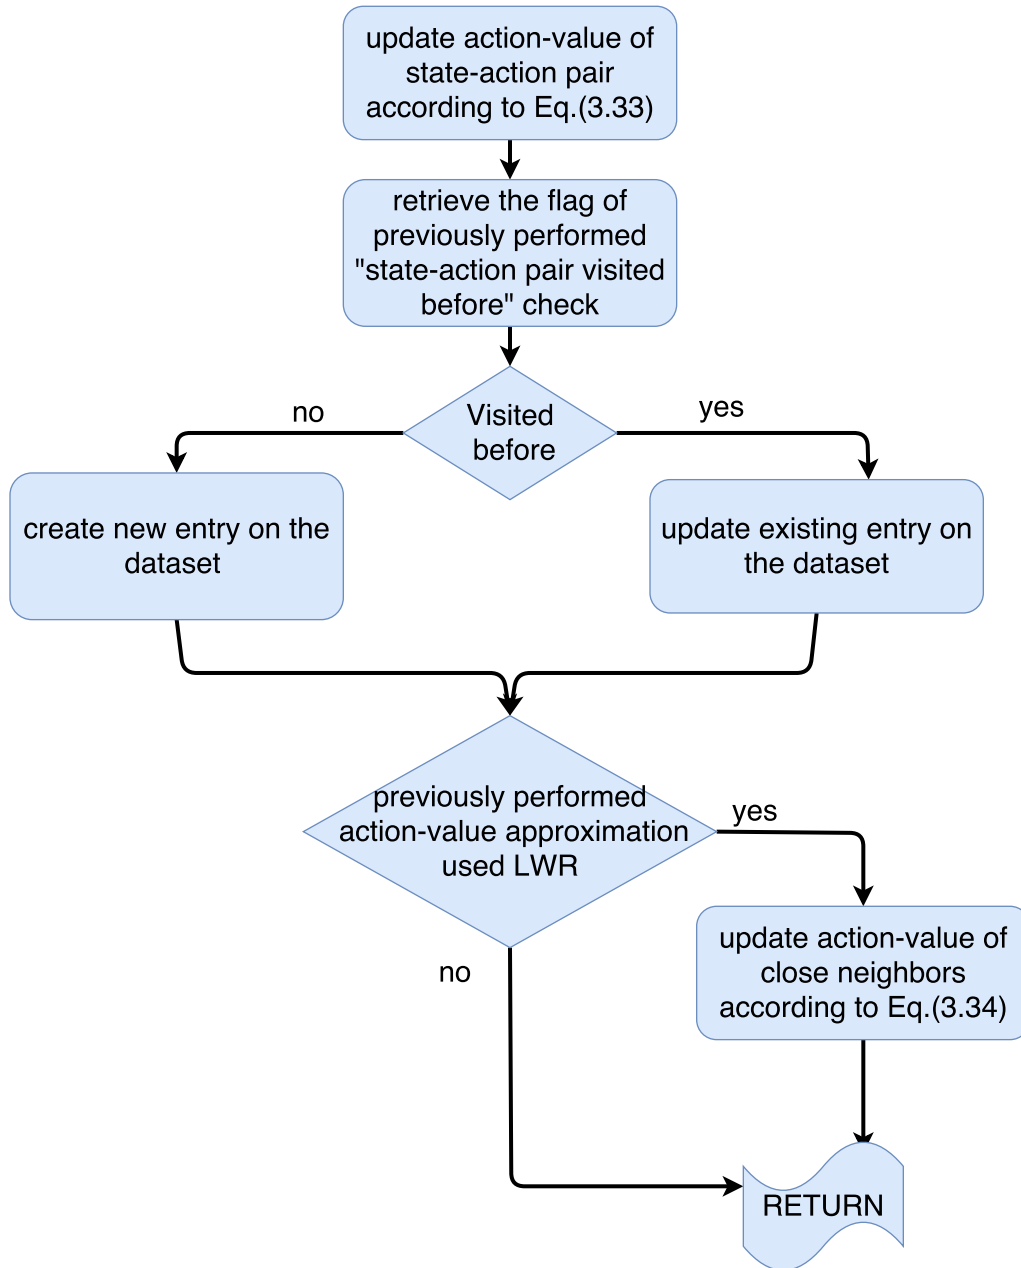 update action-value of
state-action pair
according to Eq.(3.33)
retrieve the flag of
previously performed
"state-action pair visited
before" check
Visited
before
no
yes
create new entry on the
dataset
update existing entry on
the dataset
previously performed
action-value approximation
used LWR
yes
no
update action-value of
close neighbors
according to Eq.(3.34)
RETURN